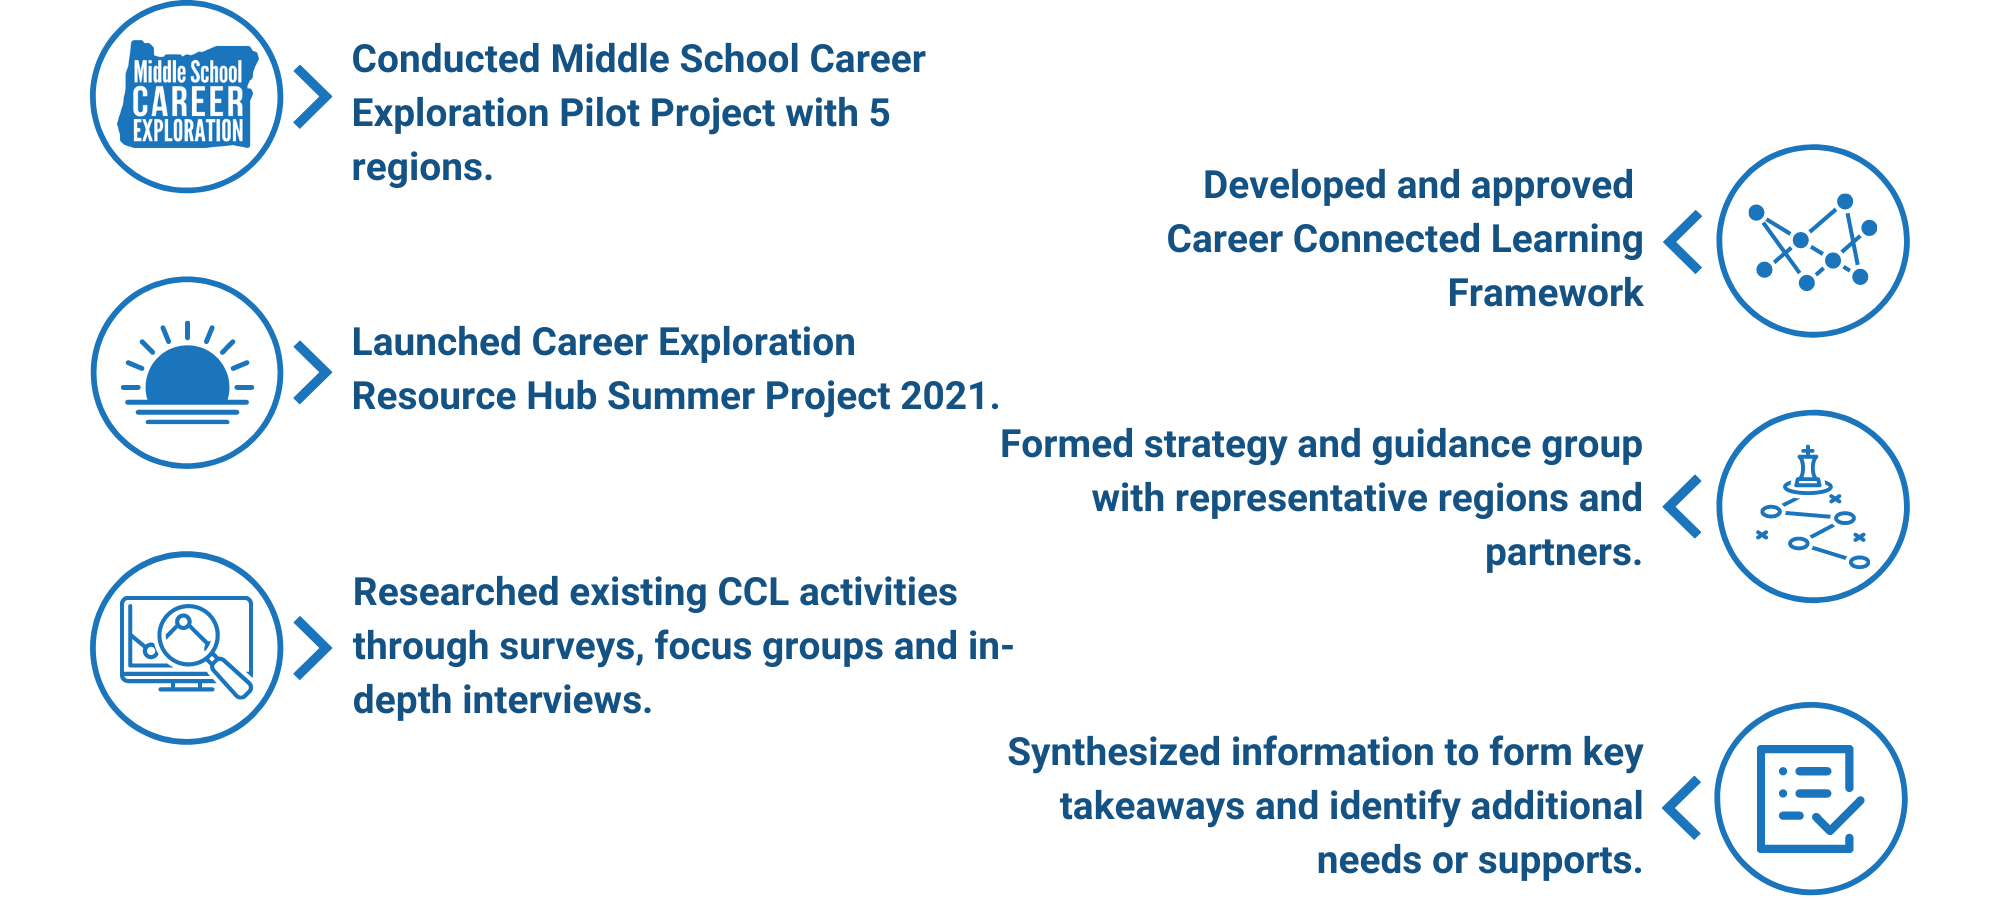 Middle School
CAREER
EXPLORATION
Conducted Middle School Career
Exploration Pilot Project with 5
regions.
Developed and approved
Career Connected Learning
Framework
Launched Career Exploration
Resource Hub Summer Project 2021.
Formed strategy and guidance group
with representative regions and
partners.
Researched existing CCL activities
through surveys, focus groups and in-
depth interviews.
Synthesized information to form key
takeaways and identify additional
needs or supports.